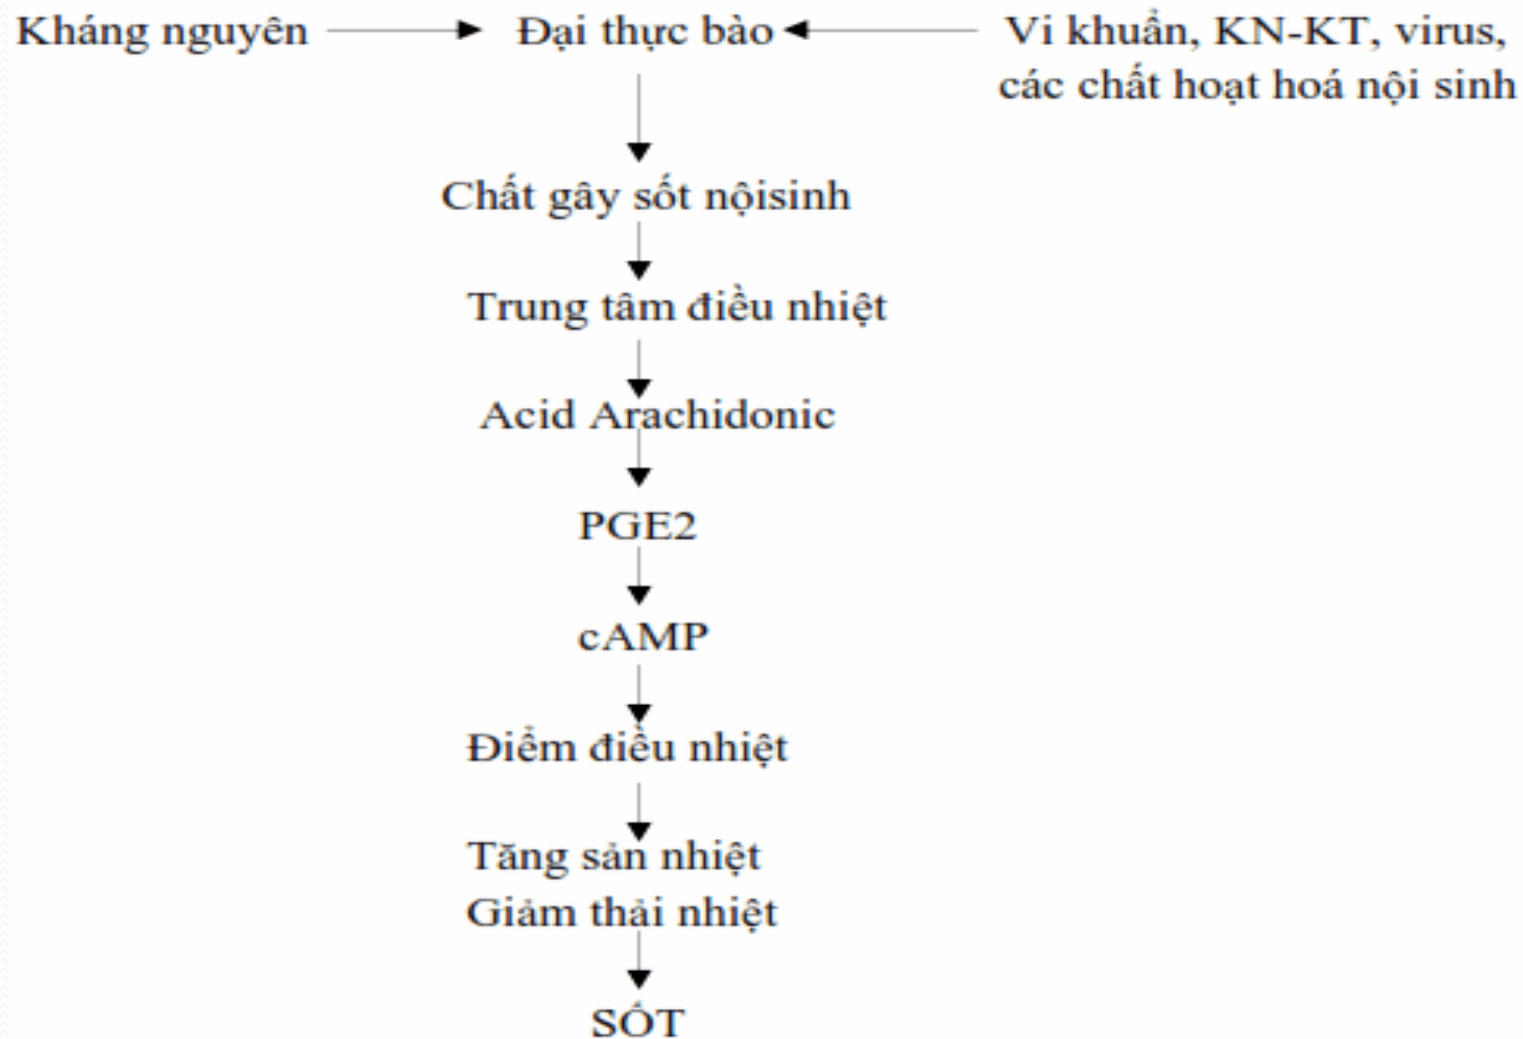 Kháng nguyên Đại thực bào Vi khuẩn, KN-KT, virus,
các chất hoạt hoá nội sinh
Chất gây sốt nộisinh
Trung tâm điều nhiệt
Acid Arachidonic
PGE2
cAMP
Điểm điều nhiệt
Tăng sản nhiệt
Giảm thải nhiệt
SỐT